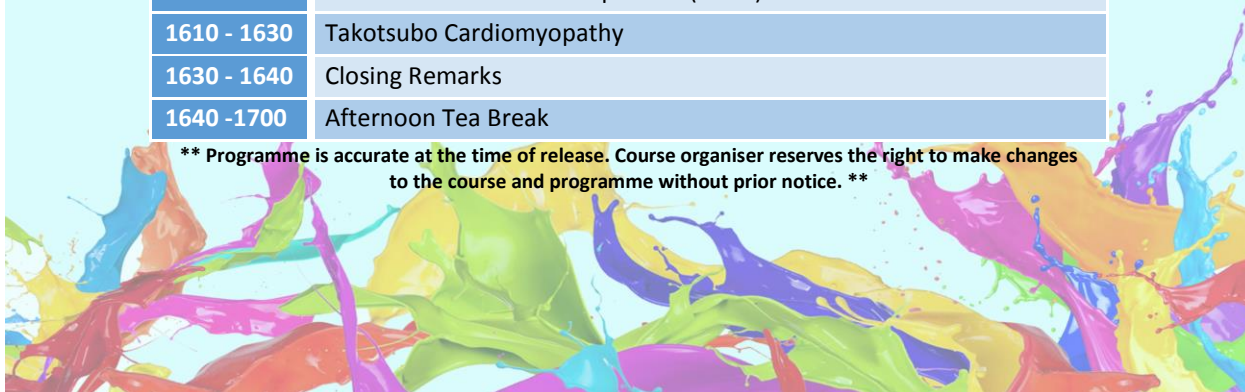 1610 - 1630 Takotsubo Cardiomyopathy
1630 - 1640 Closing Remarks
1640 -1700 Afternoon Tea Break
** Programme is accurate at the time of release. Course organiser reserves the right to make changes
to the course and programme without prior notice. **